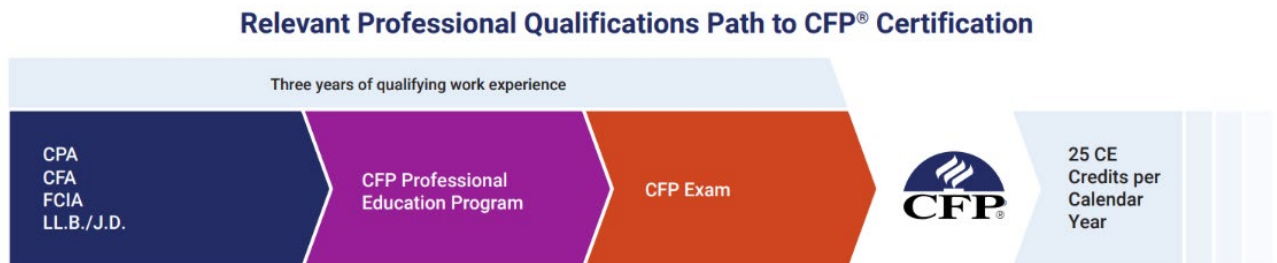 Relevant Professional Qualifications Path to CFP® Certification
Three years of qualifying work experience
CPA
CFA
FCIA
LL.B./J.D.
CFP Professional
Education Program
CFP Exam
CFP®
25 CE
Credits per
Calendar
Year